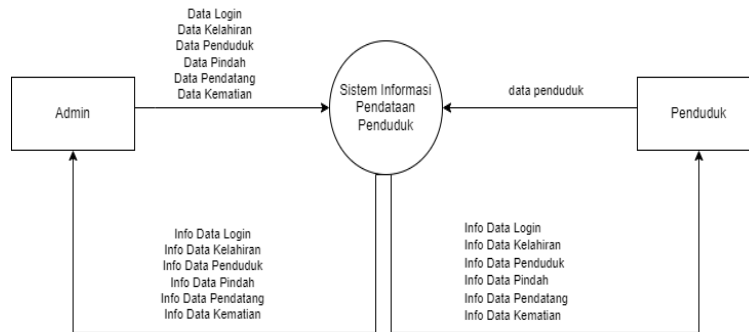 Data Login
Data Kelahiran
Data Penduduk
Data Pindah
Data Pendatang
Data Kematian
Admin
Sistem Informasi
Pendataan
Penduduk
data penduduk
Penduduk
Info Data Login
Info Data Kelahiran
Info Data Penduduk
Info Data Pindah
Info Data Pendatang
Info Data Kematian
Info Data Login
Info Data Kelahiran
Info Data Penduduk
Info Data Pindah
Info Data Pendatang
Info Data Kematian